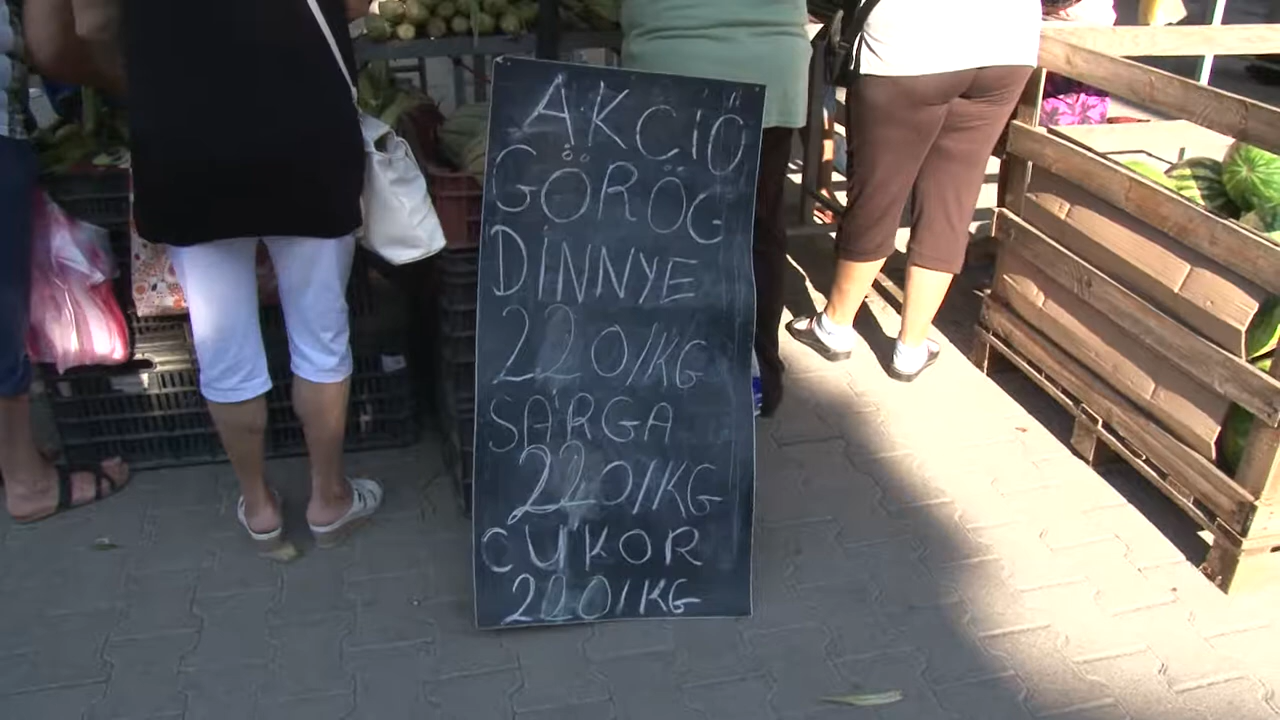 AKCIÓ
GÖRÖG
DINNYE
220/KG
SÁRGA
220/KG
CUKOR
220/KG